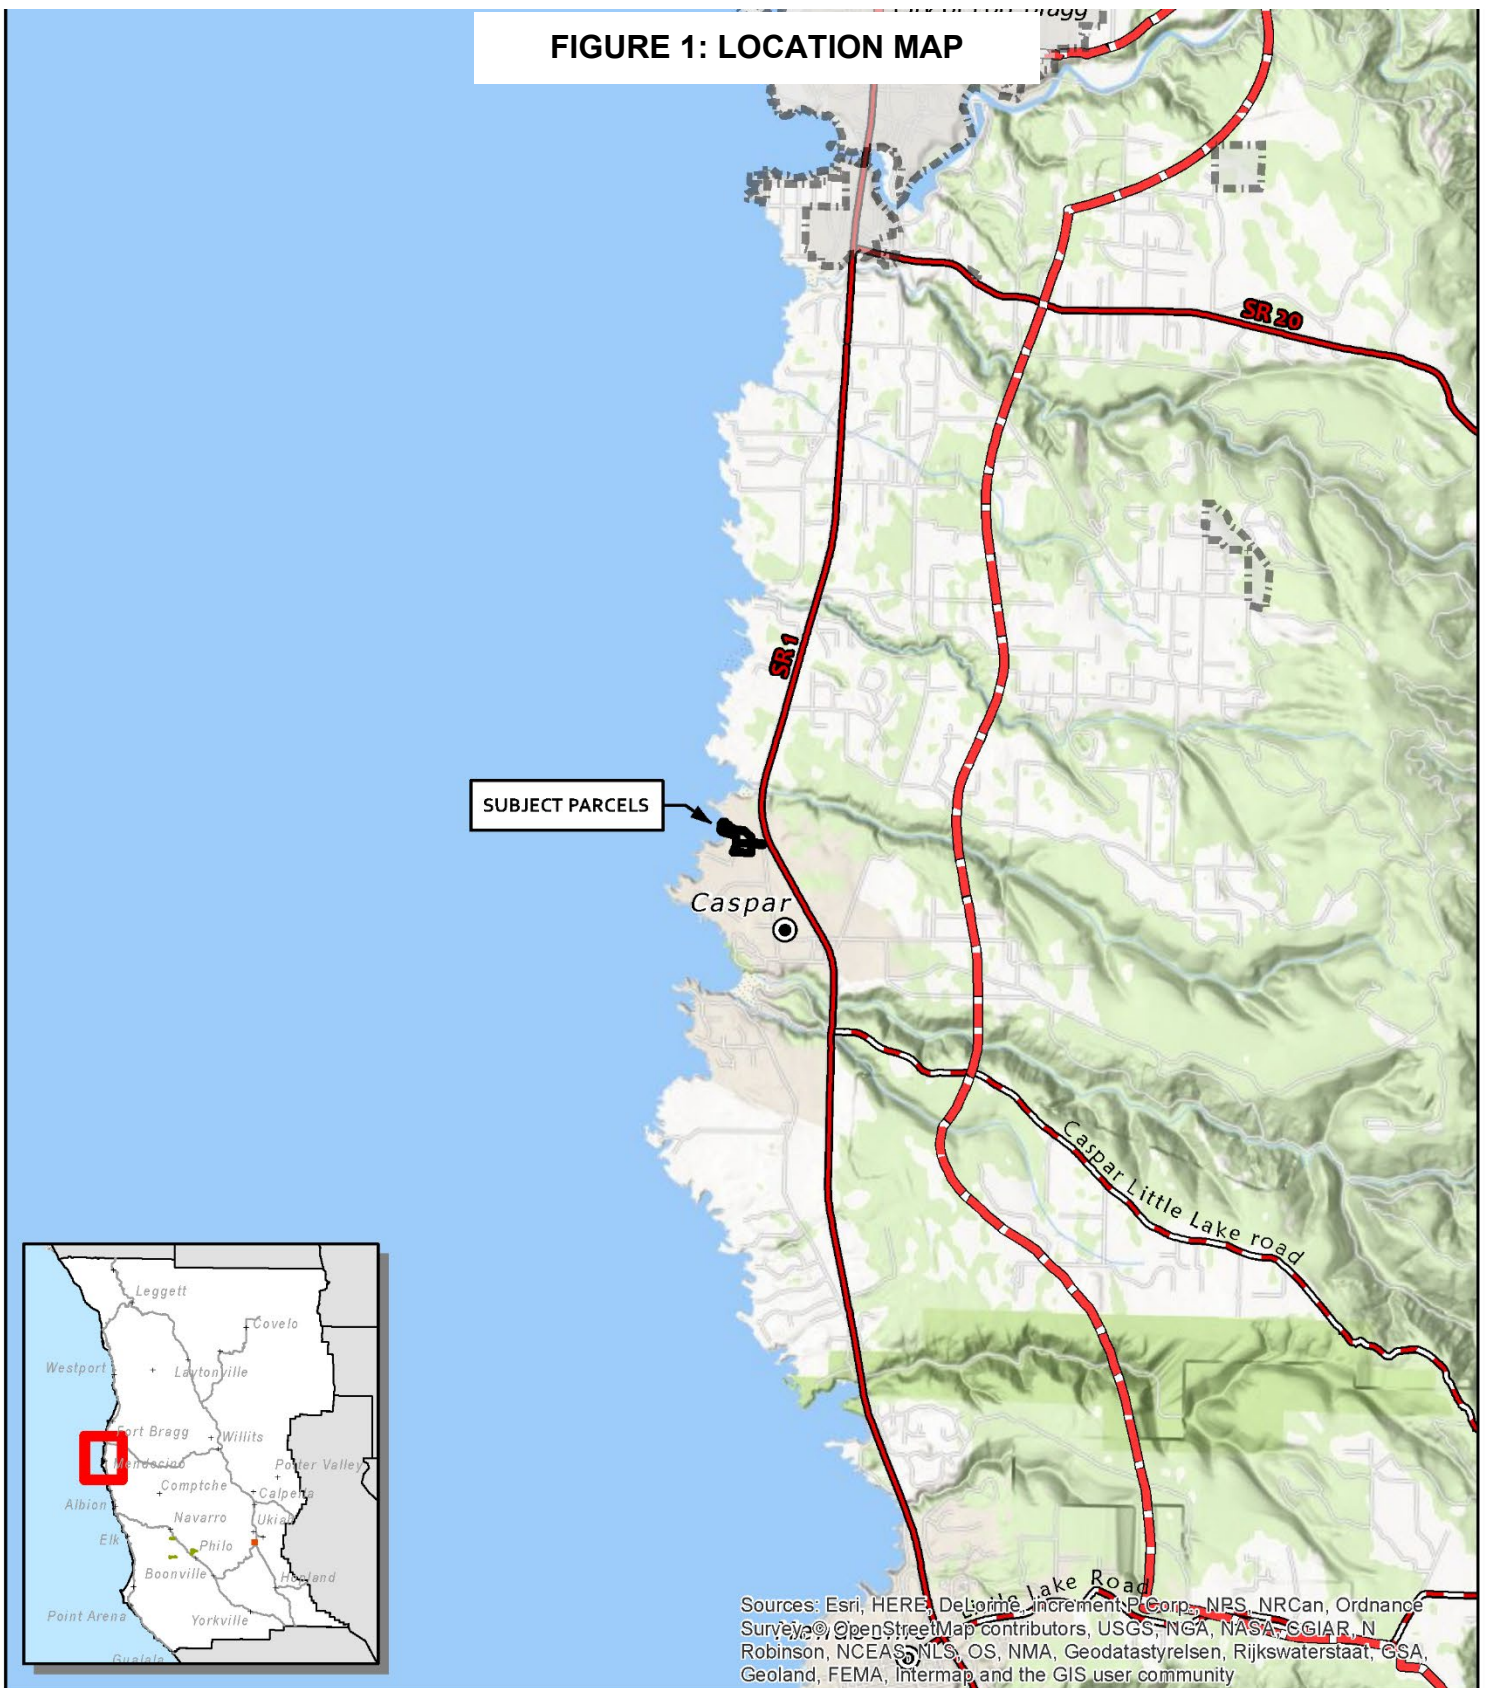 FIGURE 1: LOCATION MAP
SR 20
SR 1
SUBJECT PARCELS
Caspar
Caspar Little Lake road
Little Lake Road
Leggett
Covelo
Westport
Laytonville
Fort Bragg
Willits
Mendocino
Potter Valley
Comptche
Calpella
Albion
Navarro
Ukiah
Elk
Philo
Boonville
Hopland
Point Arena
Yorkville
Gualala
Sources: Esri, HERE, DeLorme, Increment P Corp., NPS, NRCan, Ordnance
Survey, © OpenStreetMap contributors, USGS, NGA, NASA, CGIAR, N
Robinson, NCEAS, NLS, OS, NMA, Geodatastyrelsen, Rijkswaterstaat, GSA,
Geoland, FEMA, Intermap and the GIS user community